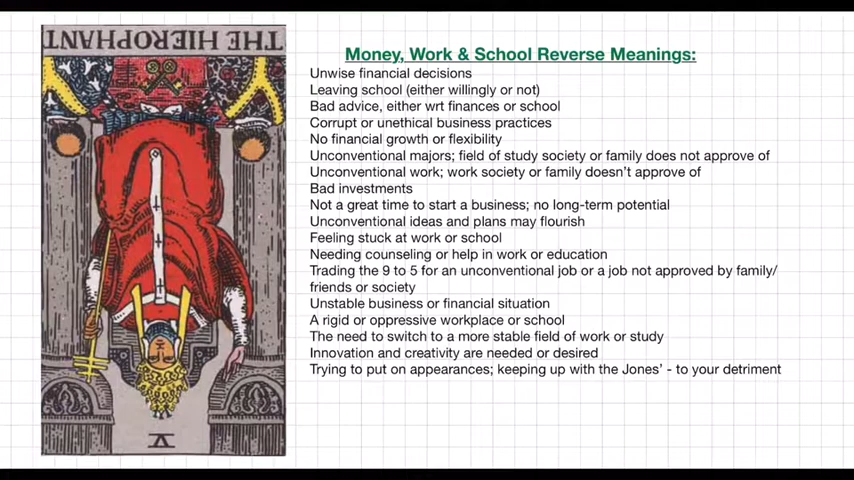 THE HIEROPHANT
Money, Work & School Reverse Meanings:
Unwise financial decisions
Leaving school (either willingly or not)
Bad advice, either wrt finances or school
Corrupt or unethical business practices
No financial growth or flexibility
Unconventional majors; field of study society or family does not approve of
Unconventional work; work society or family doesn't approve of
Bad investments
Not a great time to start a business; no long-term potential
Unconventional ideas and plans may flourish
Feeling stuck at work or school
Needing counseling or help in work or education
Trading the 9 to 5 for an unconventional job or a job not approved by family/
friends or society
Unstable business or financial situation
A rigid or oppressive workplace or school
The need to switch to a more stable field of work or study
Innovation and creativity are needed or desired
Trying to put on appearances; keeping up with the Jones' - to your detriment
V